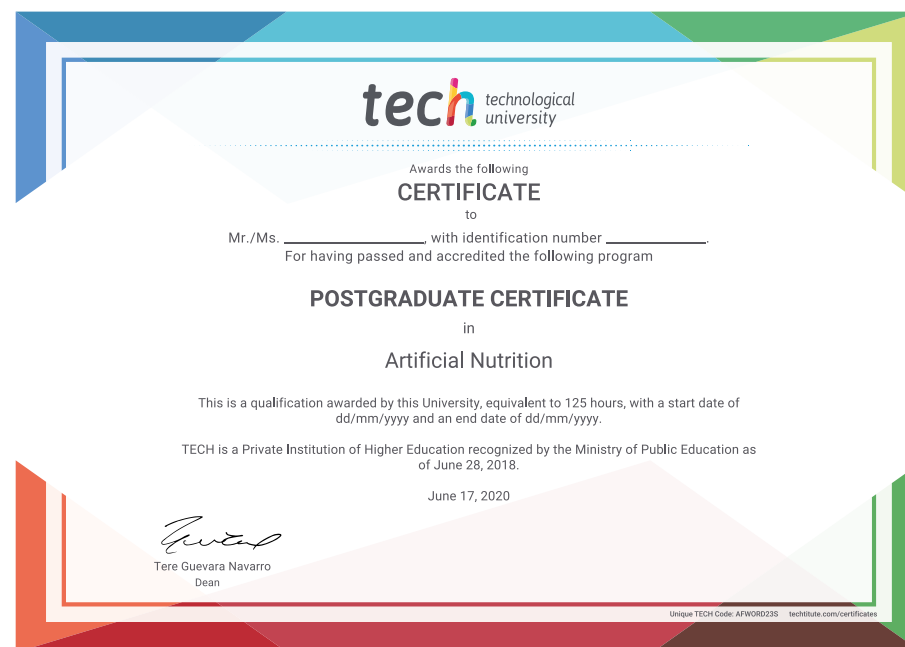 tech technological
university
Awards the following
CERTIFICATE
to
Mr./Ms. ____________, with identification number ____________.
For having passed and accredited the following program
POSTGRADUATE CERTIFICATE
in
Artificial Nutrition
This is a qualification awarded by this University, equivalent to 125 hours, with a start date of
dd/mm/yyyy and an end date of dd/mm/yyyy.
TECH is a Private Institution of Higher Education recognized by the Ministry of Public Education as
of June 28, 2018.
June 17, 2020
Tere Guevara Navarro
Dean
Unique TECH Code: AFWORD23S techtitute.com/certificates